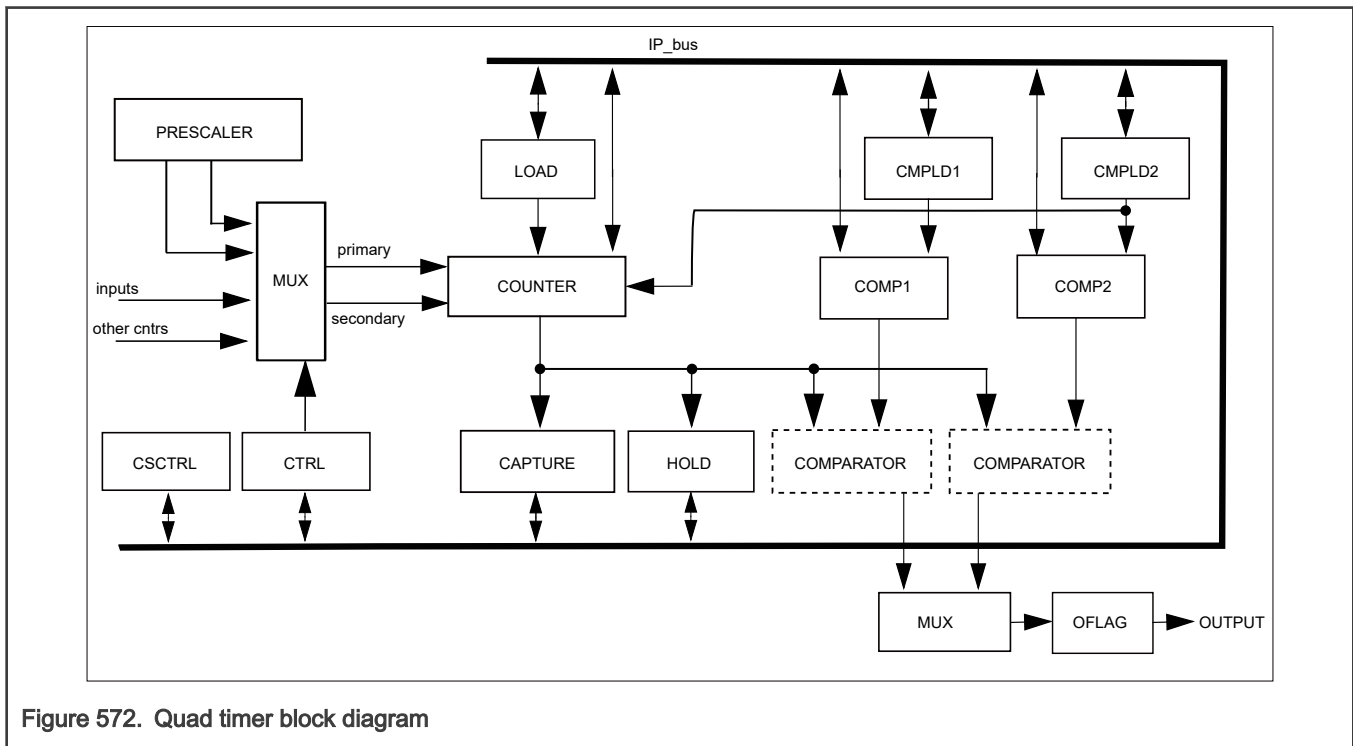 IP_bus
PRESCALER
LOAD
CMPLD1
CMPLD2
MUX
primary
COUNTER
COMP1
COMP2
inputs
secondary
other cntrs
CSCTRL
CTRL
CAPTURE
HOLD
COMPARATOR
COMPARATOR
MUX
OFLAG
OUTPUT
Figure 572. Quad timer block diagram